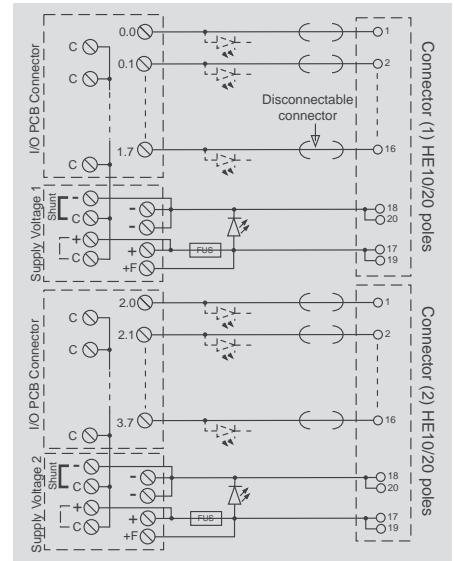 I/O PCB Connector
C
C
C
0.0
0.1
1.7
Disconnectable
connector
1
2
16
Connector (1) HE10/20 poles
Supply Voltage 1
Shunt
-
C
+
C
-
-
+
+F
FUS
18
20
17
19
I/O PCB Connector
C
C
C
2.0
2.1
3.7
1
2
16
Connector (2) HE10/20 poles
Supply Voltage 2
Shunt
-
C
+
C
-
-
+
+F
FUS
18
20
17
19